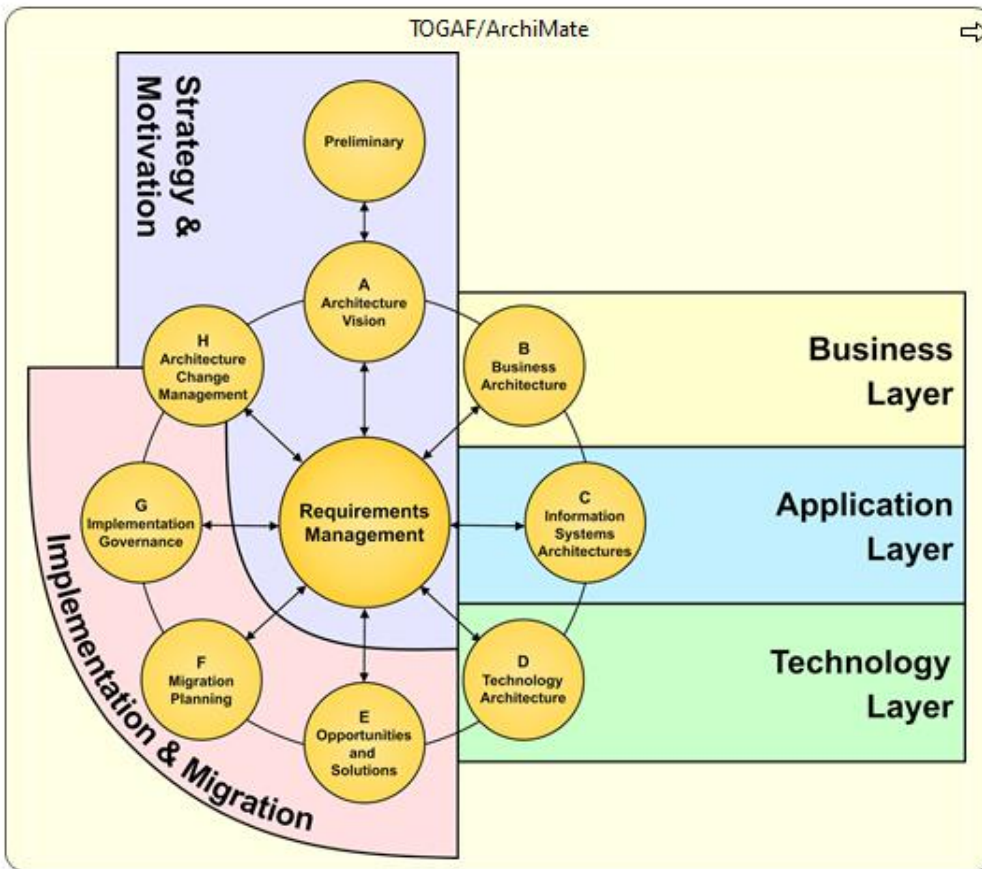 TOGAF/ArchiMate
Strategy &
Motivation
Preliminary
A
Architecture
Vision
H
Architecture
Change
Management
B
Business
Architecture
Business
Layer
G
Implementation
Governance
Requirements
Management
C
Information
Systems
Architectures
Application
Layer
F
Migration
Planning
E
Opportunities
and
Solutions
D
Technology
Architecture
Technology
Layer
Implementation & Migration